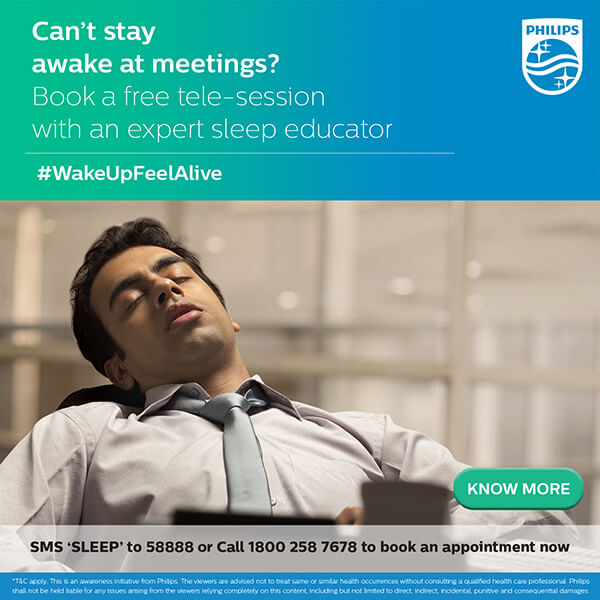 Can't stay
awake at meetings?
Book a free tele-session
with an expert sleep educator
#WakeUpFeelAlive
PHILIPS
KNOW MORE
SMS 'SLEEP' to 58888 or Call 1800 258 7678 to book an appointment now
*T&C apply. This is an awareness initiative from Philips. The viewers are advised not to treat same or similar health occurences without consulting a qualified health care professional. Philips
shall not be held liable for any issues arising from the viewers relying completely on this content, including but not limited to direct, indirect, incidental, punitive and consequential damages.